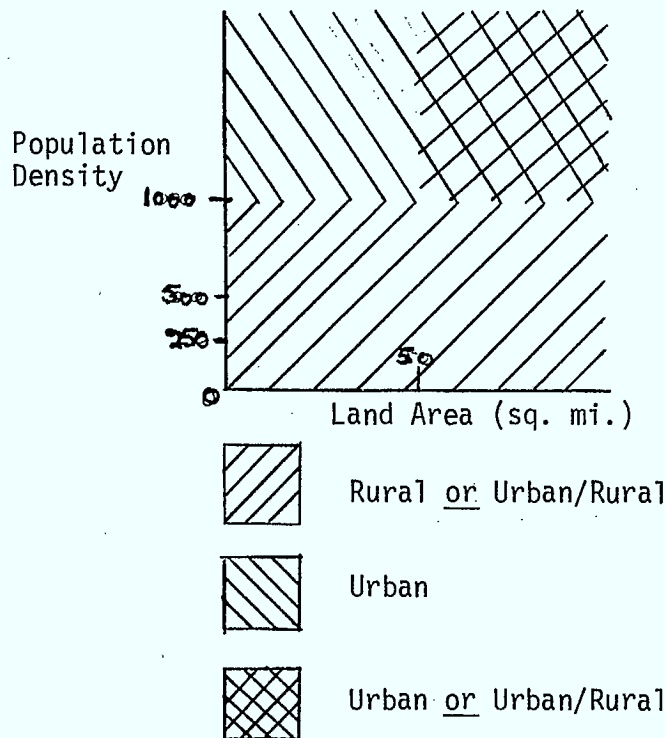 Population
Density
1000
500
250
0
50
Land Area (sq. mi.)
Rural or Urban/Rural
Urban
Urban or Urban/Rural